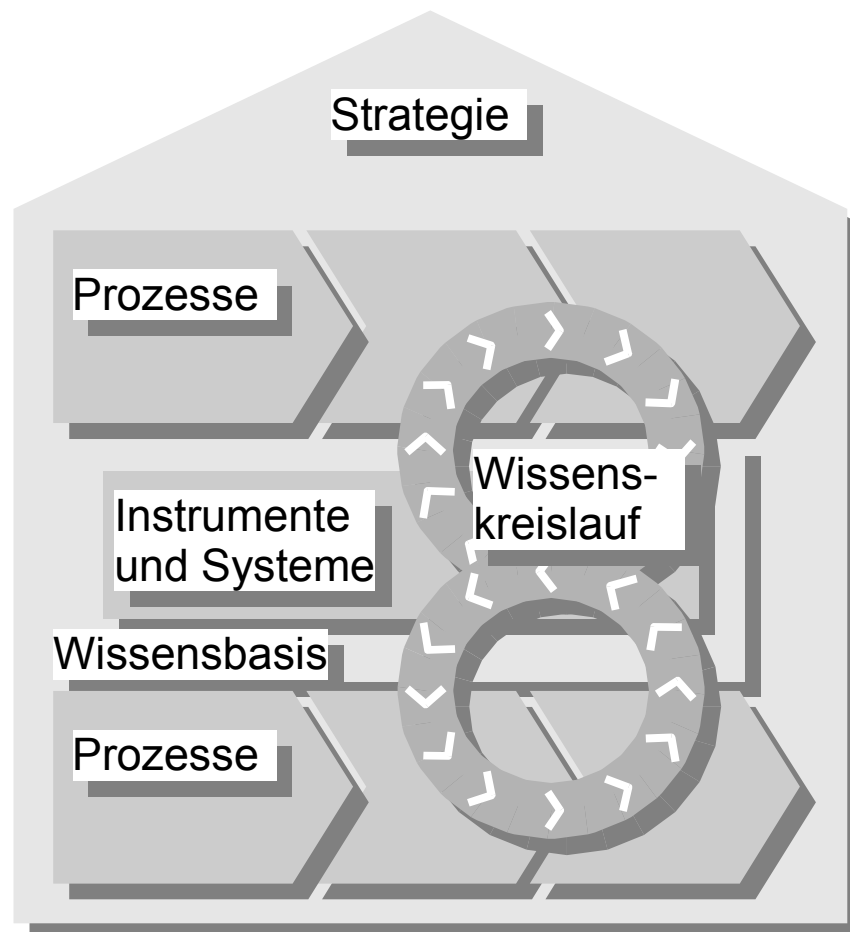 Strategie
Prozesse
Wissens-
kreislauf
Instrumente
und Systeme
Wissensbasis
Prozesse